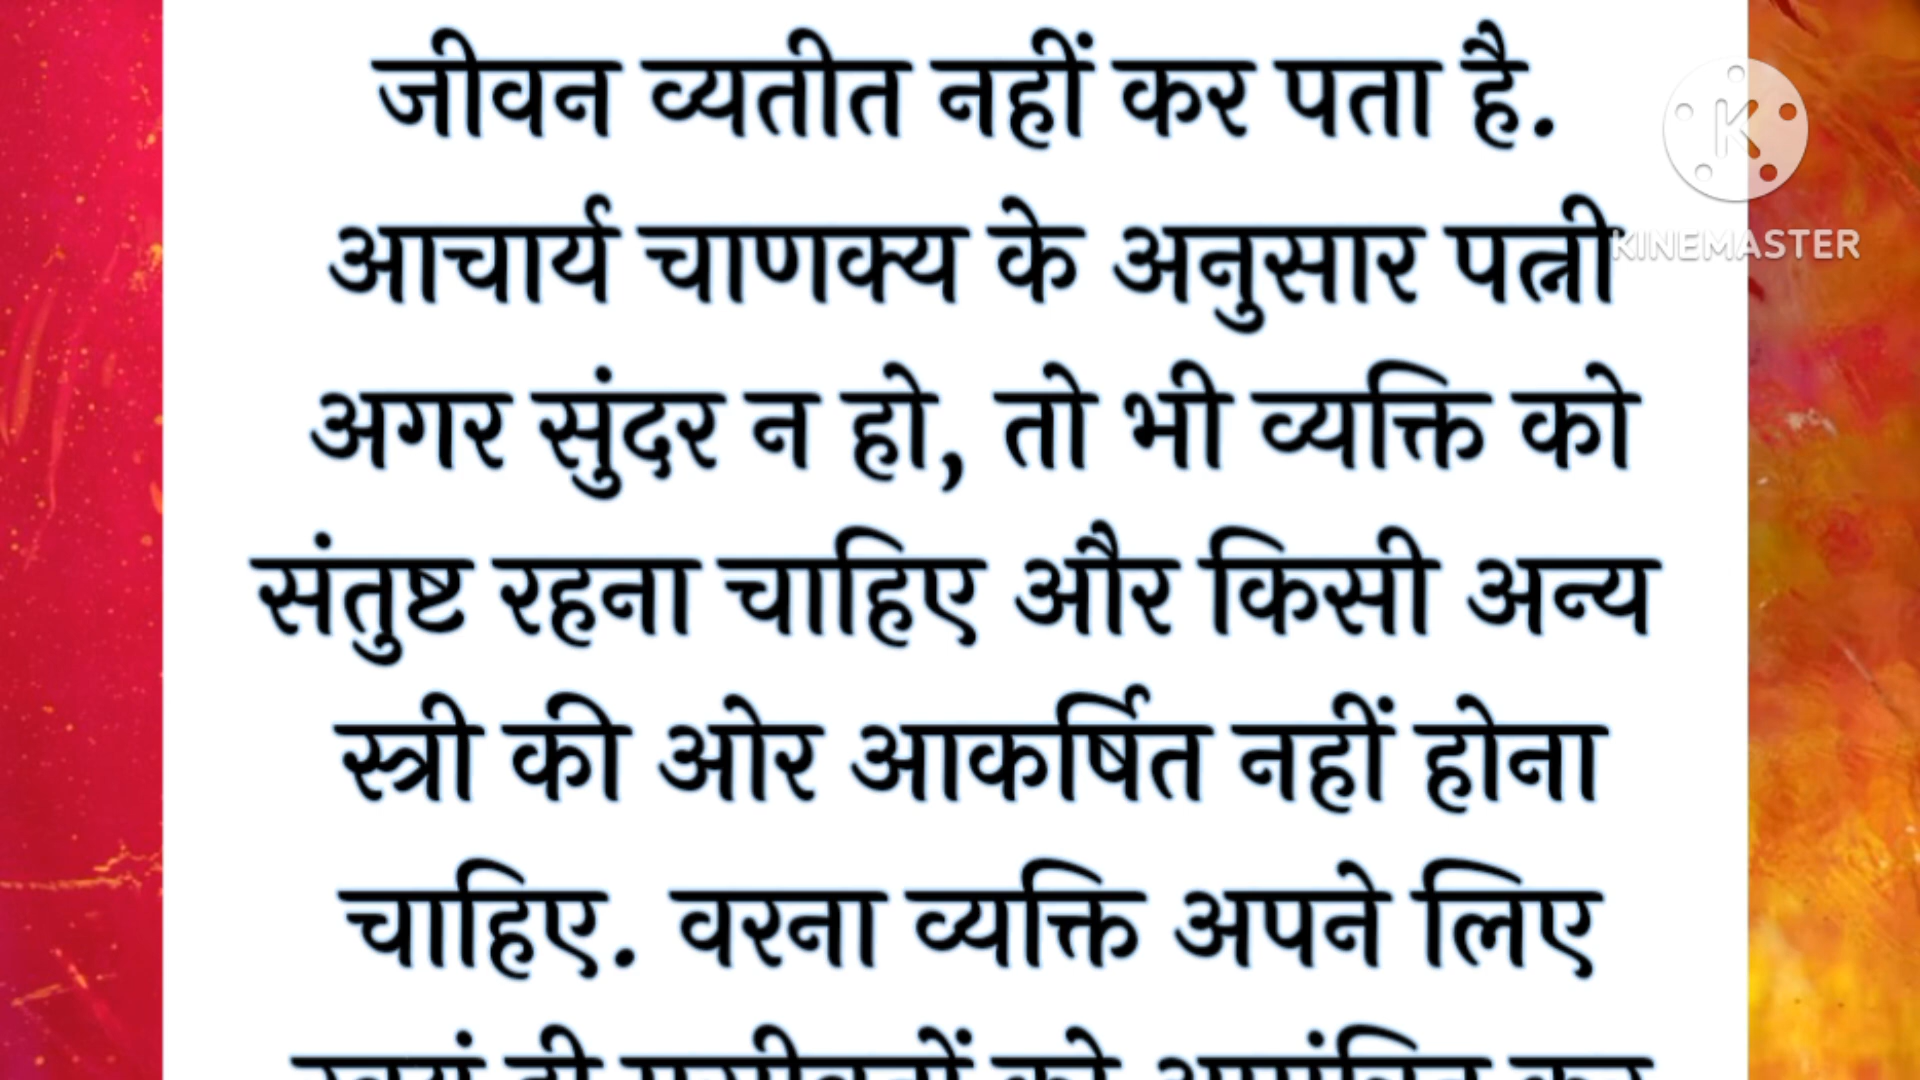 जीवन व्यतीत नहीं कर पता है.
आचार्य चाणक्य के अनुसार पत्नी
KINEMASTER
अगर सुंदर न हो, तो भी व्यक्ति को
संतुष्ट रहना चाहिए और किसी अन्य
स्त्री की ओर आकर्षित नहीं होना
चाहिए. वरना व्यक्ति अपने लिए